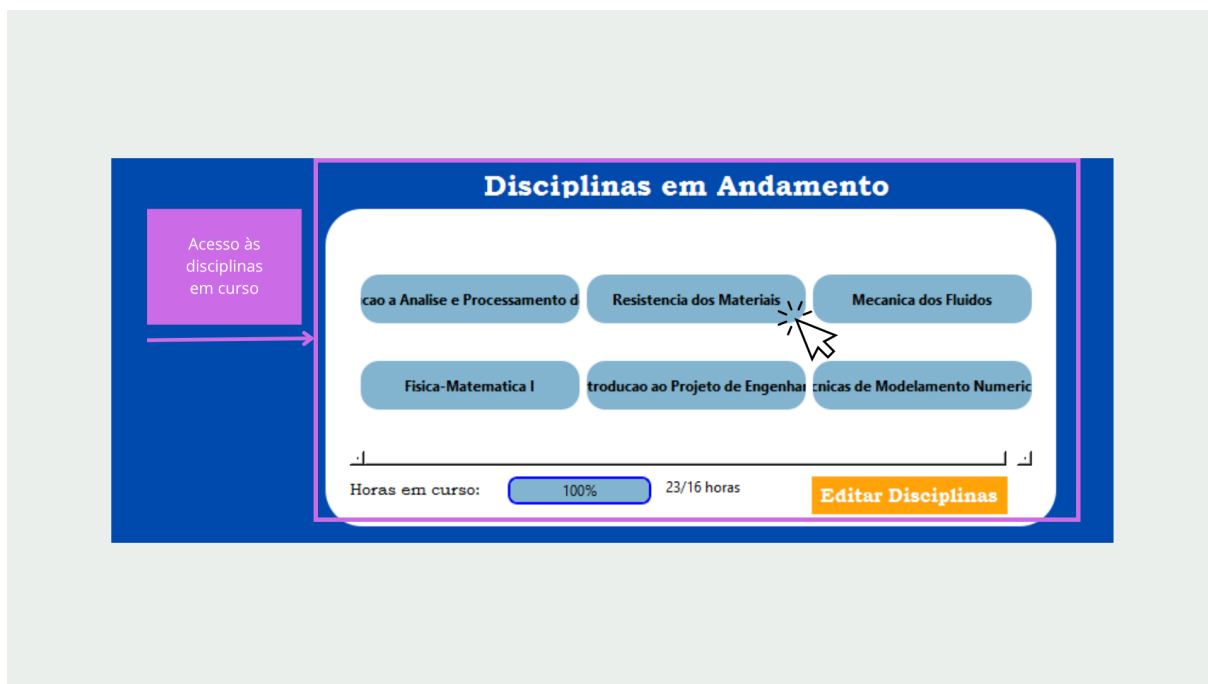 Disciplinas em Andamento
Acesso às
disciplinas
em curso
cao a Analise e Processamento d
Resistencia dos Materiais
Mecanica dos Fluidos
Fisica-Matematica I
troducao ao Projeto de Engenhar
cnicas de Modelamento Numeric
Horas em curso:
100%
23/16 horas
Editar Disciplinas